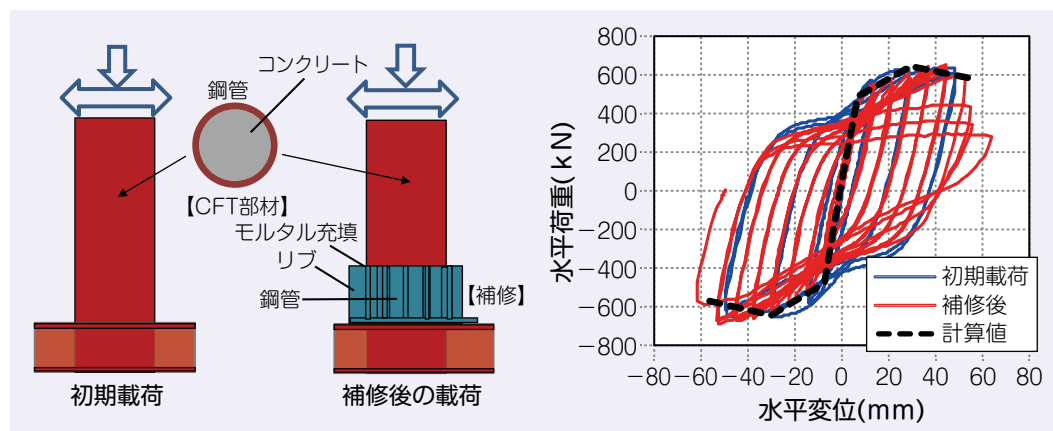 コンクリート
鋼管
【CFT部材】
モルタル充填
リブ
鋼管
【補修】
初期載荷
補修後の載荷
水平荷重(kN)
800
600
400
200
0
−200
−400
−600
−800
−80
−60
−40
−20
0
20
40
60
80
水平変位(mm)
初期載荷
補修後
計算値